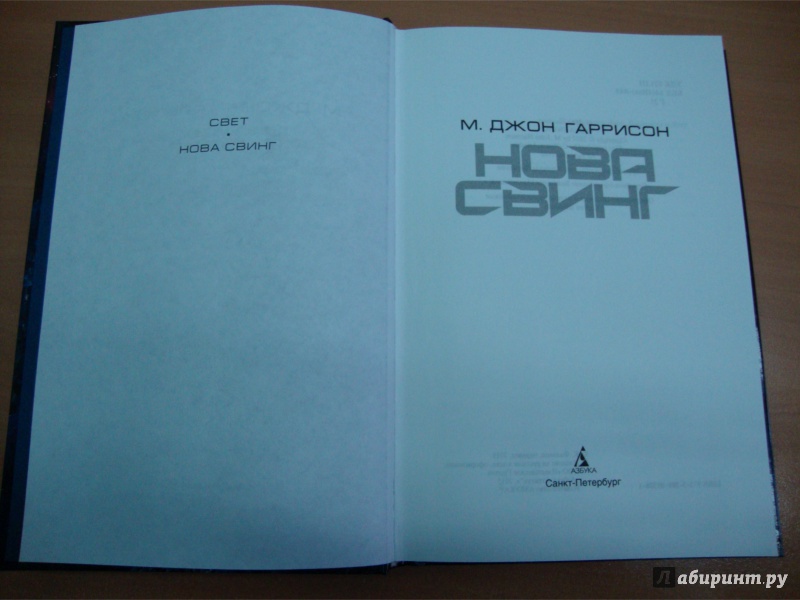 СВЕТ
•
НОВА СВИНГ
М. ДЖОН ГАРРИСОН
НОВА
СВИНГ
АЗБУКА
Санкт-Петербург
Лабиринт.ру